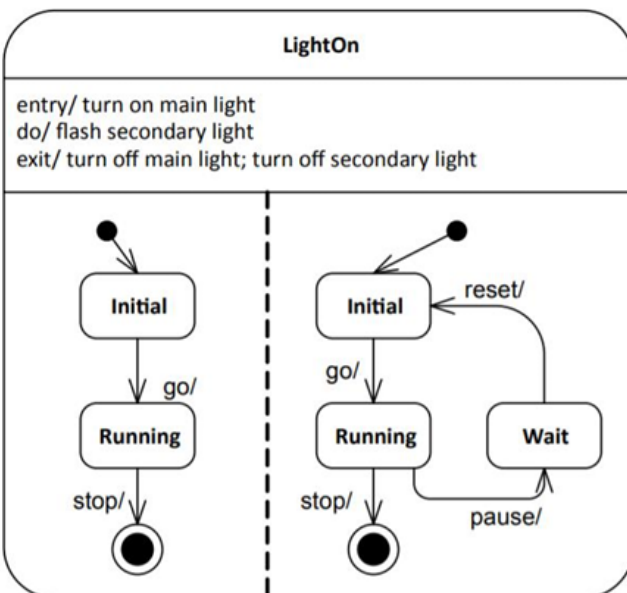 LightOn
entry/ turn on main light
do/ flash secondary light
exit/ turn off main light; turn off secondary light
Initial
go/
Running
stop/
Initial
reset/
go/
Running
Wait
stop/
pause/